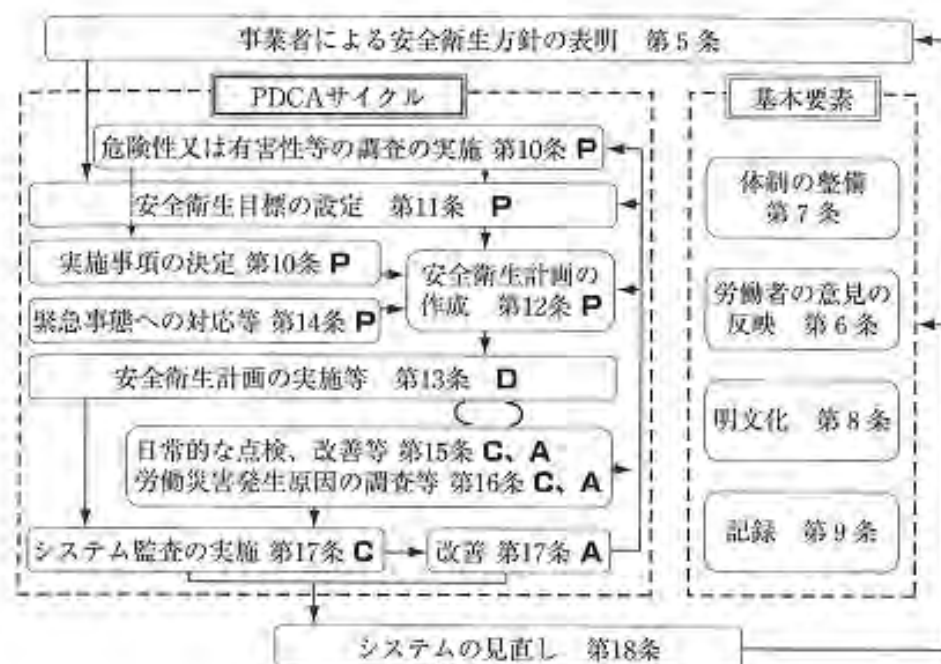 事業者による安全衛生方針の表明 第5条
PDCAサイクル
危険性又は有害性等の調査の実施 第10条 P
安全衛生目標の設定 第11条 P
実施事項の決定 第10条 P
緊急事態への対応等 第14条 P
安全衛生計画の
作成 第12条 P
安全衛生計画の実施等 第13条 D
日常的な点検、改善等 第15条 C、A
労働災害発生原因の調査等 第16条 C、A
システム監査の実施 第17条 C
改善 第17条 A
基本要素
体制の整備
第7条
労働者の意見の
反映 第6条
明文化 第8条
記録 第9条
システムの見直し 第18条